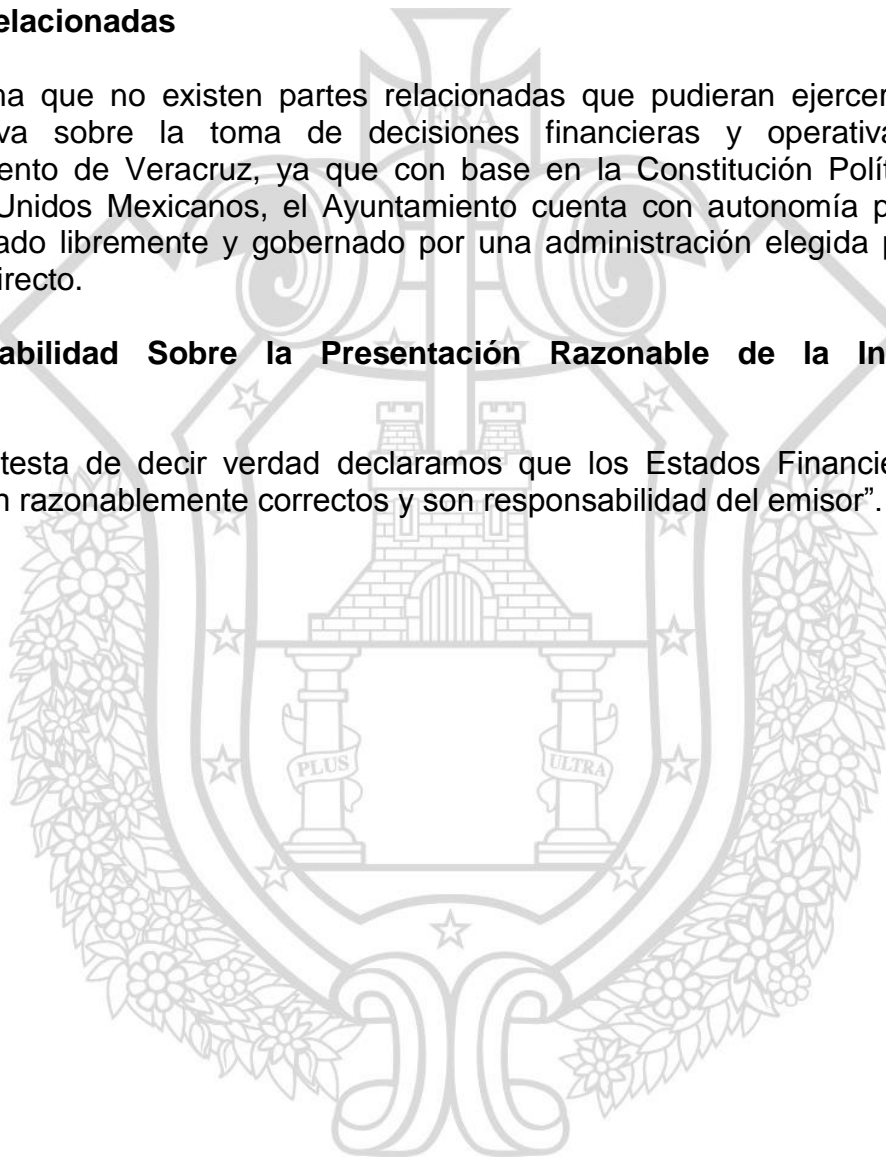 elacionadas
na que no existen partes relacionadas que pudieran ejercer
va sobre la toma de decisiones financieras y operativa
ento de Veracruz, ya que con base en la Constitución Polít
Unidos Mexicanos, el Ayuntamiento cuenta con autonomía p
ado libremente y gobernado por una administración elegida p
irecto.
abilidad Sobre la Presentación Razonable de la In
testa de decir verdad declaramos que los Estados Financie
n razonablemente correctos y son responsabilidad del emisor”.
VERA
PLUS
ULTRA